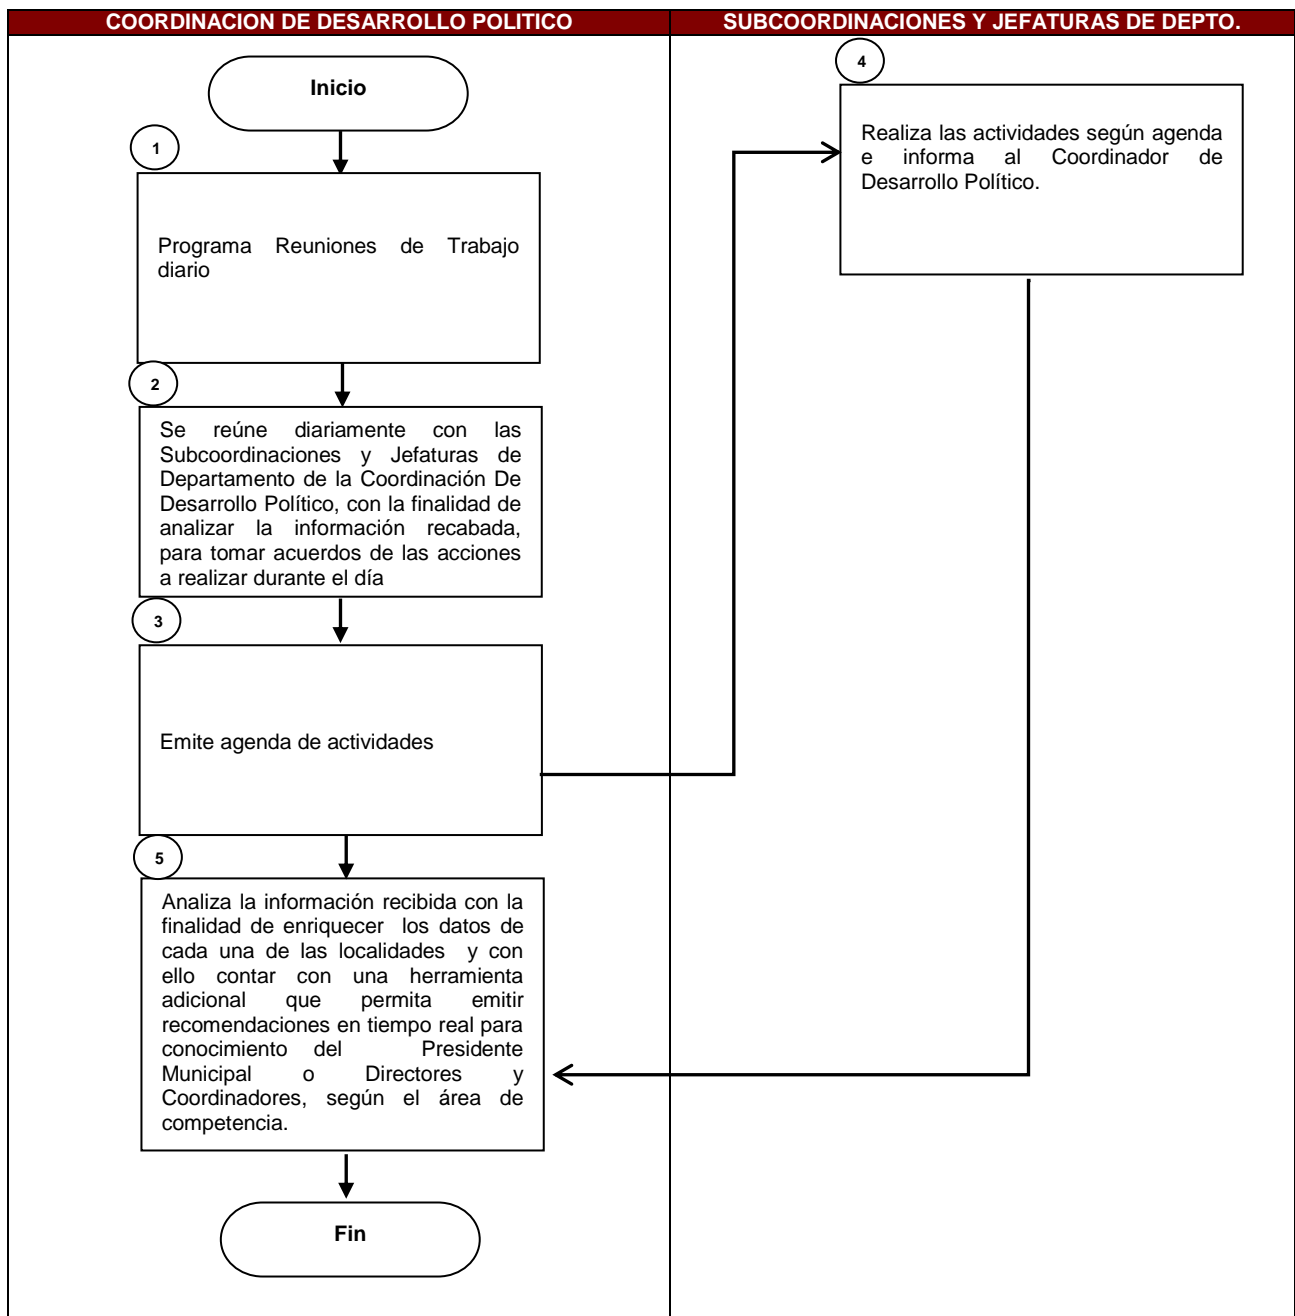 COORDINACION DE DESARROLLO POLITICO
SUBCOORDINACIONES Y JEFATURAS DE DEPTO.
Inicio
1
Programa Reuniones de Trabajo
diario
2
Se reúne diariamente con las
Subcoordinaciones y Jefaturas de
Departamento de la Coordinación De
Desarrollo Político, con la finalidad de
analizar la información recabada,
para tomar acuerdos de las acciones
a realizar durante el día
3
Emite agenda de actividades
4
Realiza las actividades según agenda
e informa al Coordinador de
Desarrollo Político.
5
Analiza la información recibida con la
finalidad de enriquecer los datos de
cada una de las localidades y con
ello contar con una herramienta
adicional que permita emitir
recomendaciones en tiempo real para
conocimiento del Presidente
Municipal o Directores y
Coordinadores, según el área de
competencia.
Fin